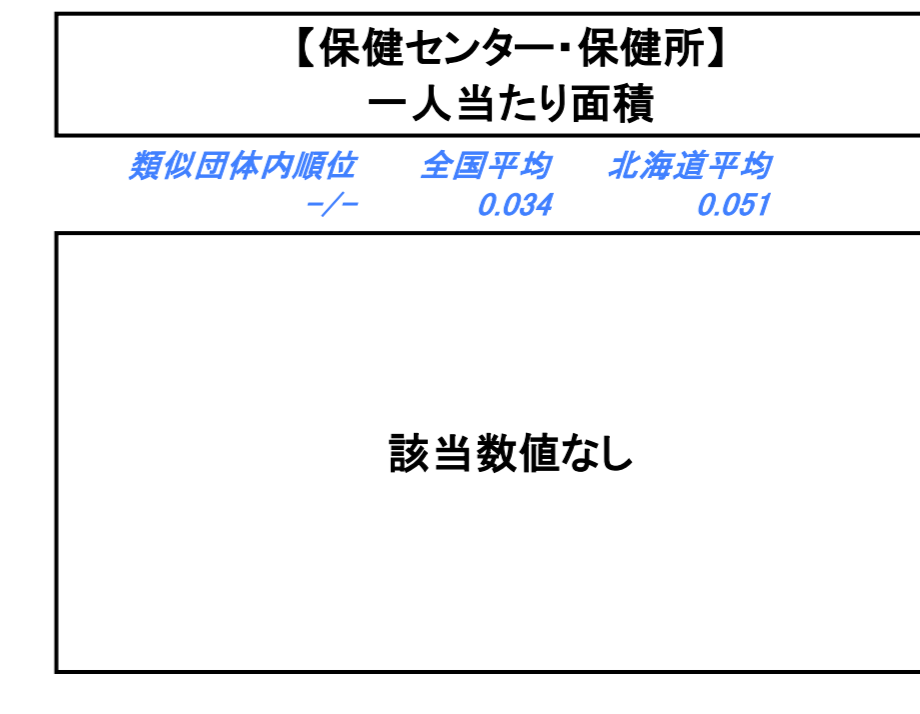 【保健センター・保健所】
一人当たり面積
類似団体内順位 全国平均 北海道平均
-/- 0.034 0.051
該当数値なし